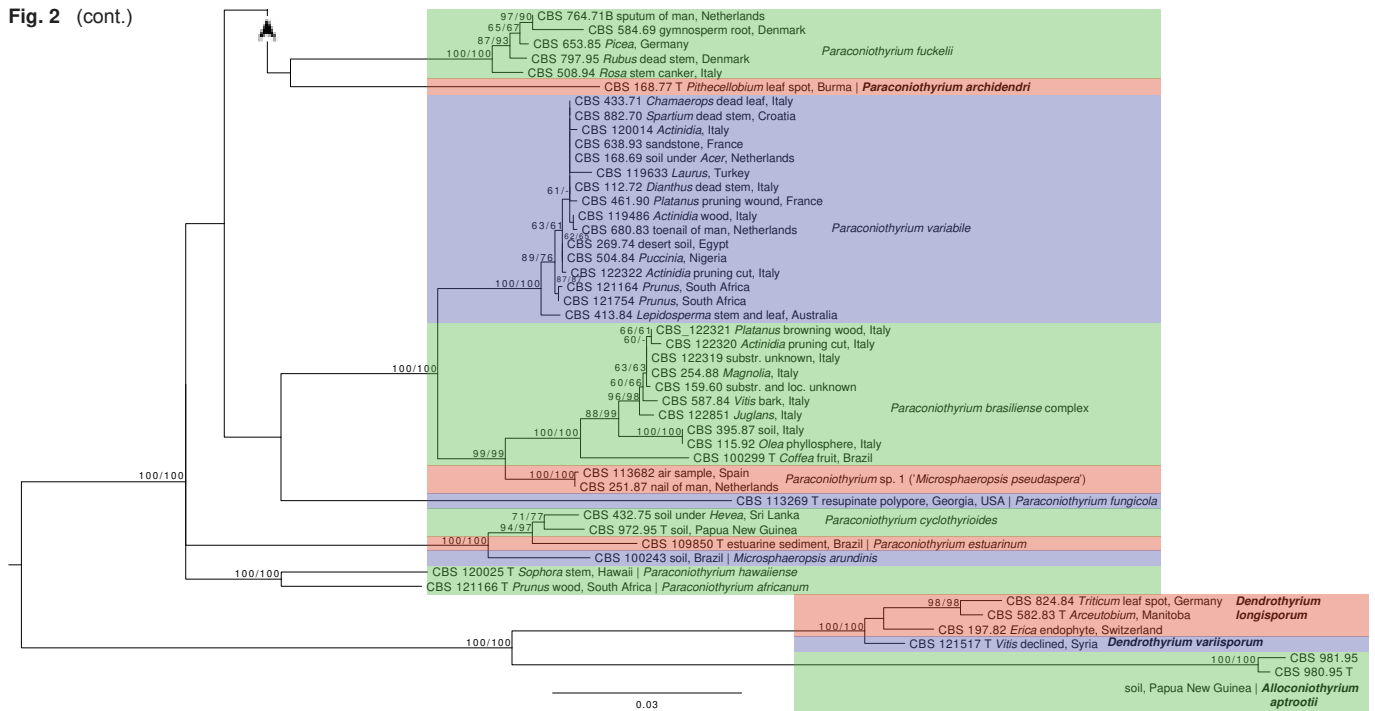 Fig. 2 (cont.)
A
97/90
CBS 764.71B sputum of man, Netherlands
65/67
CBS 584.69 gymnosperm root, Denmark
87/93
CBS 653.85 Picea, Germany
Paraconiothyrium fuckelii
100/100
CBS 797.95 Rubus dead stem, Denmark
CBS 508.94 Rosa stem canker, Italy
CBS 168.77 T Pithecellobium leaf spot, Burma | Paraconiothyrium archidendri
CBS 433.71 Chamaerops dead leaf, Italy
CBS 882.70 Spartium dead stem, Croatia
CBS 120014 Actinidia, Italy
CBS 638.93 sandstone, France
CBS 168.69 soil under Acer, Netherlands
CBS 119633 Laurus, Turkey
61/-
CBS 112.72 Dianthus dead stem, Italy
CBS 461.90 Platanus pruning wound, France
CBS 119486 Actinidia wood, Italy
63/61
CBS 680.83 toenail of man, Netherlands
Paraconiothyrium variabile
62/65
CBS 269.74 desert soil, Egypt
89/76
CBS 504.84 Puccinia, Nigeria
CBS 122322 Actinidia pruning cut, Italy
100/100
CBS 121164 Prunus, South Africa
CBS 121754 Prunus, South Africa
CBS 413.84 Lepidosperma stem and leaf, Australia
66/61
CBS_122321 Platanus browning wood, Italy
60/-
CBS 122320 Actinidia pruning cut, Italy
CBS 122319 substr. unknown, Italy
63/63
CBS 254.88 Magnolia, Italy
100/100
60/66
CBS 159.60 substr. and loc. unknown
96/98
CBS 587.84 Vitis bark, Italy
88/99
CBS 122851 Juglans, Italy
Paraconiothyrium brasiliense complex
100/100
100/100
CBS 395.87 soil, Italy
CBS 115.92 Olea phyllosphere, Italy
99/99
CBS 100299 T Coffea fruit, Brazil
100/100
CBS 113682 air sample, Spain
Paraconiothyrium sp. 1 ('Microsphaeropsis pseudaspera')
CBS 251.87 nail of man, Netherlands
100/100
CBS 113269 T resupinate polypore, Georgia, USA | Paraconiothyrium fungicola
71/77
CBS 432.75 soil under Hevea, Sri Lanka
Paraconiothyrium cyclothyrioides
94/97
CBS 972.95 T soil, Papua New Guinea
100/100
CBS 109850 T estuarine sediment, Brazil | Paraconiothyrium estuarinum
CBS 100243 soil, Brazil | Microsphaeropsis arundinis
100/100
CBS 120025 T Sophora stem, Hawaii | Paraconiothyrium hawaiiense
CBS 121166 T Prunus wood, South Africa | Paraconiothyrium africanum
98/98
CBS 824.84 Triticum leaf spot, Germany
Dendrothyrium
CBS 582.83 T Arceutobium, Manitoba
longisporum
100/100
CBS 197.82 Erica endophyte, Switzerland
100/100
CBS 121517 T Vitis declined, Syria
Dendrothyrium variisporum
100/100
CBS 981.95
CBS 980.95 T
soil, Papua New Guinea | Alloconiothyrium
aptrootii
0.03